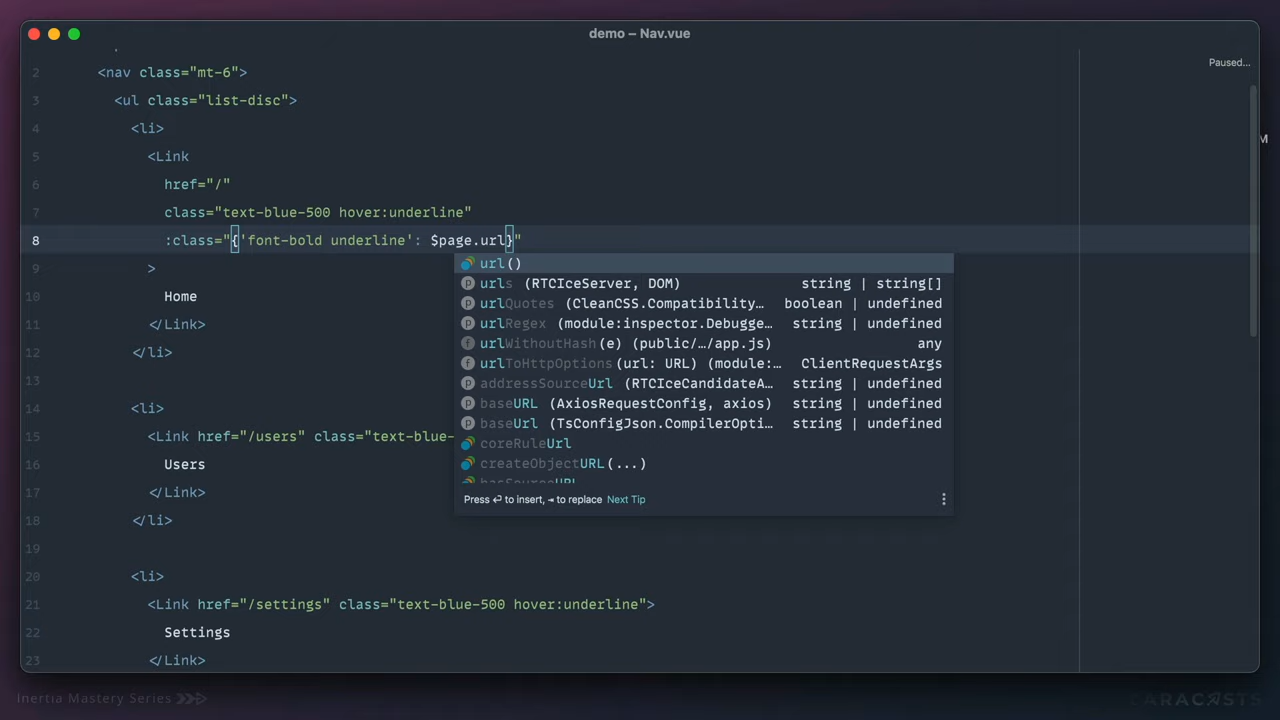 demo – Nav.vue
Paused...
2 <nav class="mt-6">
3 <ul class="list-disc">
4 <li>
5 <Link
6 href="/"
7 class="text-blue-500 hover:underline"
8 :class="{'font-bold underline': $page.url}"
9 >
10 Home
11 </Link>
12 </li>
13
14 <li>
15 <Link href="/users" class="text-blue-
16 Users
17 </Link>
18 </li>
19
20 <li>
21 <Link href="/settings" class="text-blue-500 hover:underline">
22 Settings
23 </Link>
url()
urls (RTCIceServer, DOM) string | string[]
urlQuotes (CleanCSS.Compatibility… boolean | undefined
urlRegex (module:inspector.Debugge… string | undefined
urlWithoutHash(e) (public/…/app.js) any
urlToHttpOptions(url: URL) (module:… ClientRequestArgs
addressSourceUrl (RTCIceCandidateA… string | undefined
baseURL (AxiosRequestConfig, axios) string | undefined
baseUrl (TsConfigJson.CompilerOpti… string | undefined
coreRuleUrl
createObjectURL(...)
hasSourceURL
Press ⏎ to insert, ⇥ to replace Next Tip
M
Inertia Mastery Series
LARACASTS